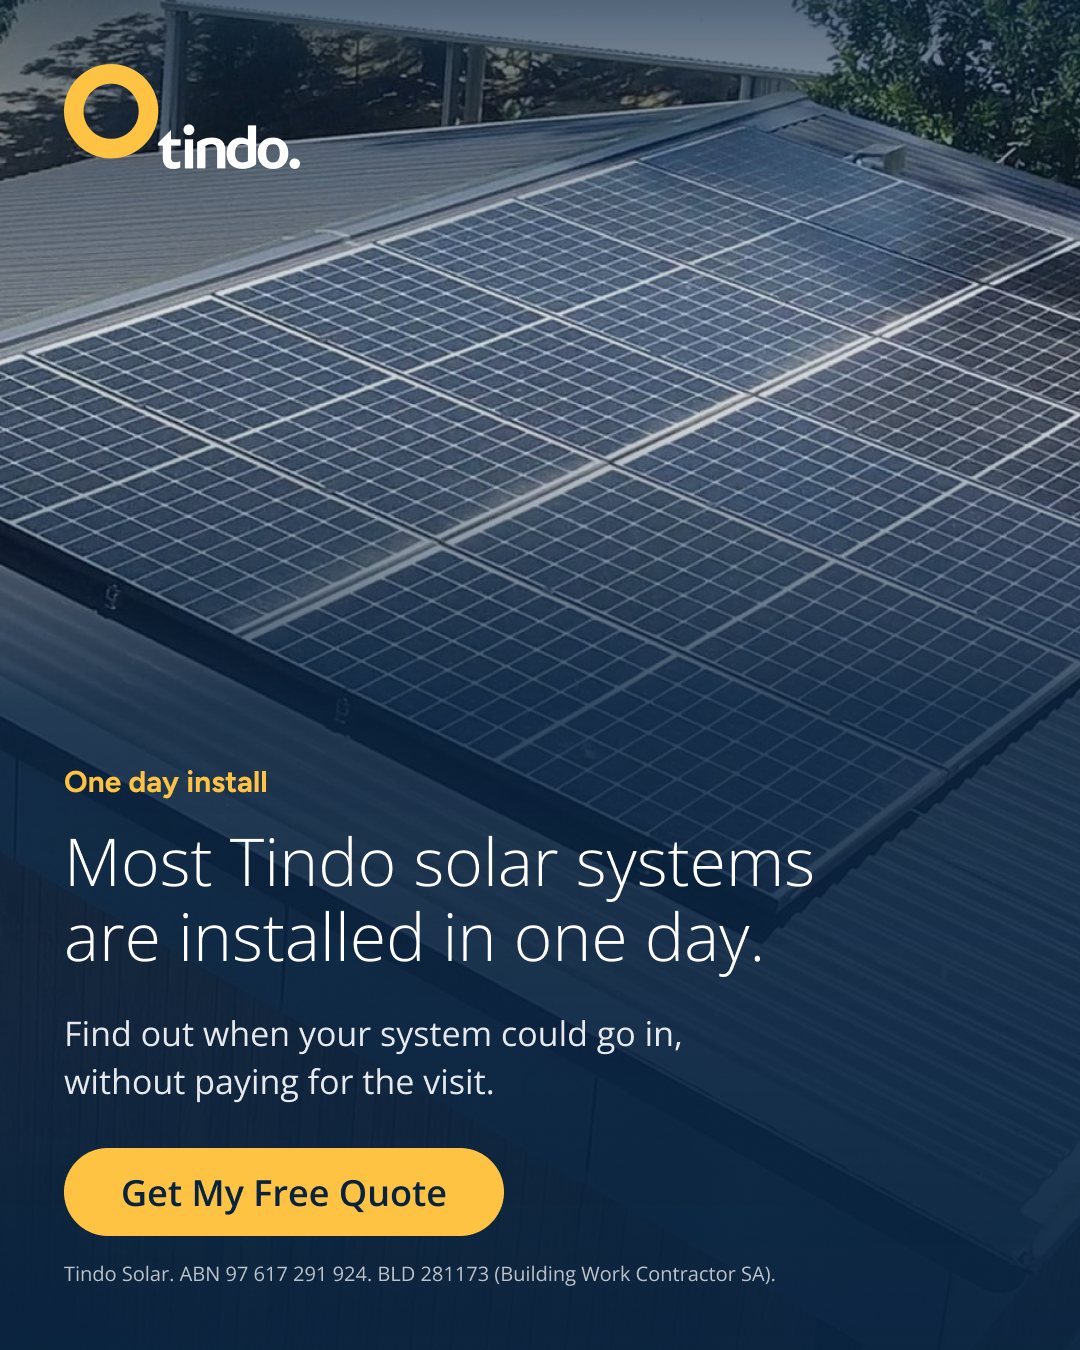 tindo.
One day install
Most Tindo solar systems
are installed in one day.
Find out when your system could go in,
without paying for the visit.
Get My Free Quote
Tindo Solar. ABN 97 617 291 924. BLD 281173 (Building Work Contractor SA).